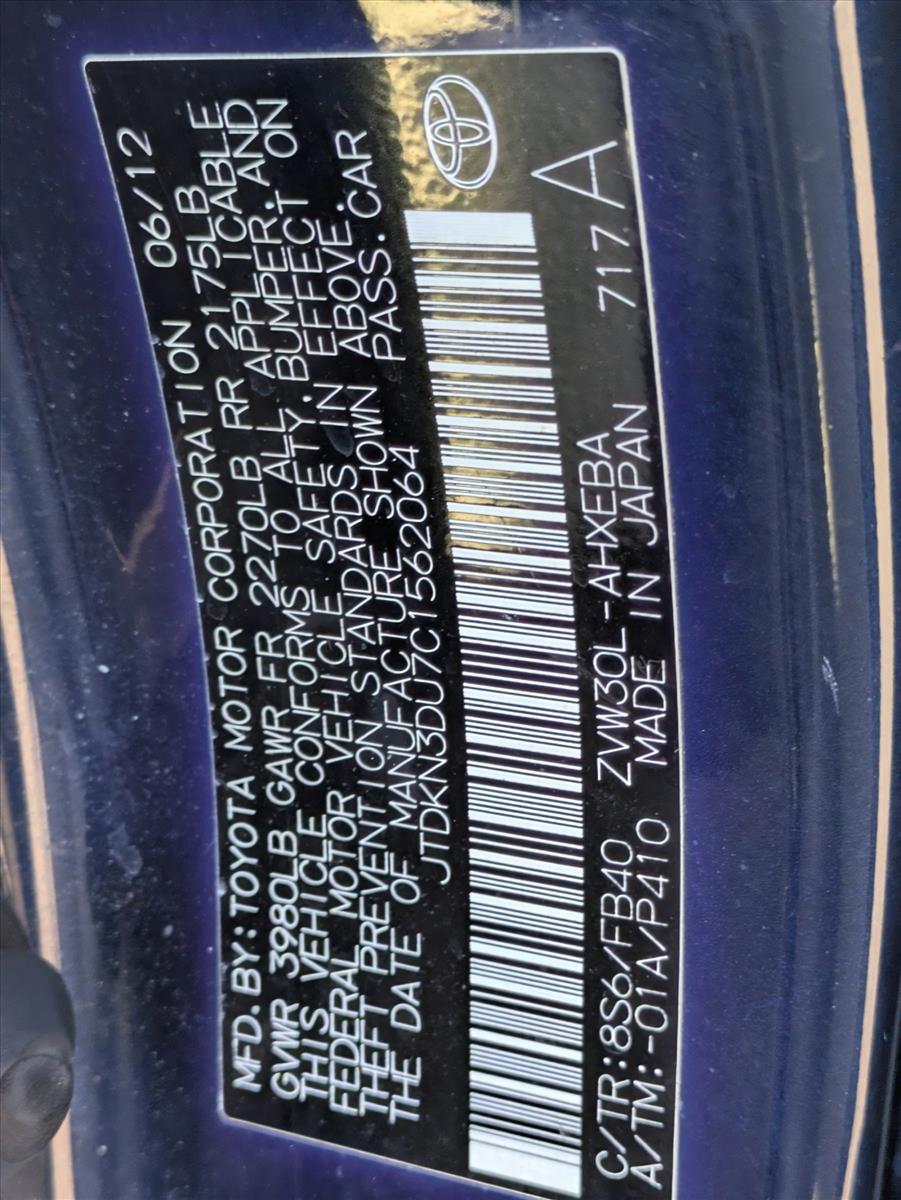 MFD. BY: TOYOTA MOTOR CORPORATION 06/12
GVWR 3980LB GAWR FR 2270LB RR 2175LB
THIS VEHICLE CONFORMS TO ALL APPLICABLE
FEDERAL MOTOR VEHICLE SAFETY, BUMPER, AND
THEFT PREVENTION STANDARDS IN EFFECT ON
THE DATE OF MANUFACTURE SHOWN ABOVE.
JTDKN3DU7C1562064 PASS. CAR
C/TR: 8S6/FB40 ZVW30L-AHXEBA
A/TM: -01A/P410 MADE IN JAPAN 717 A